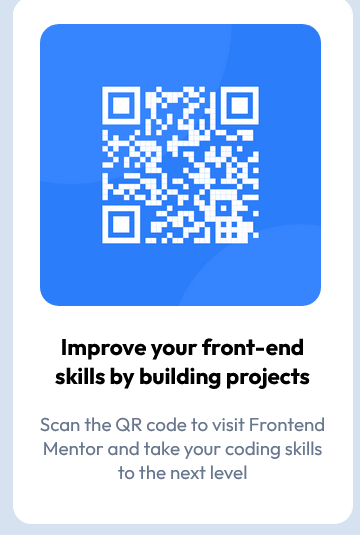 Improve your front-end
skills by building projects
Scan the QR code to visit Frontend
Mentor and take your coding skills
to the next level